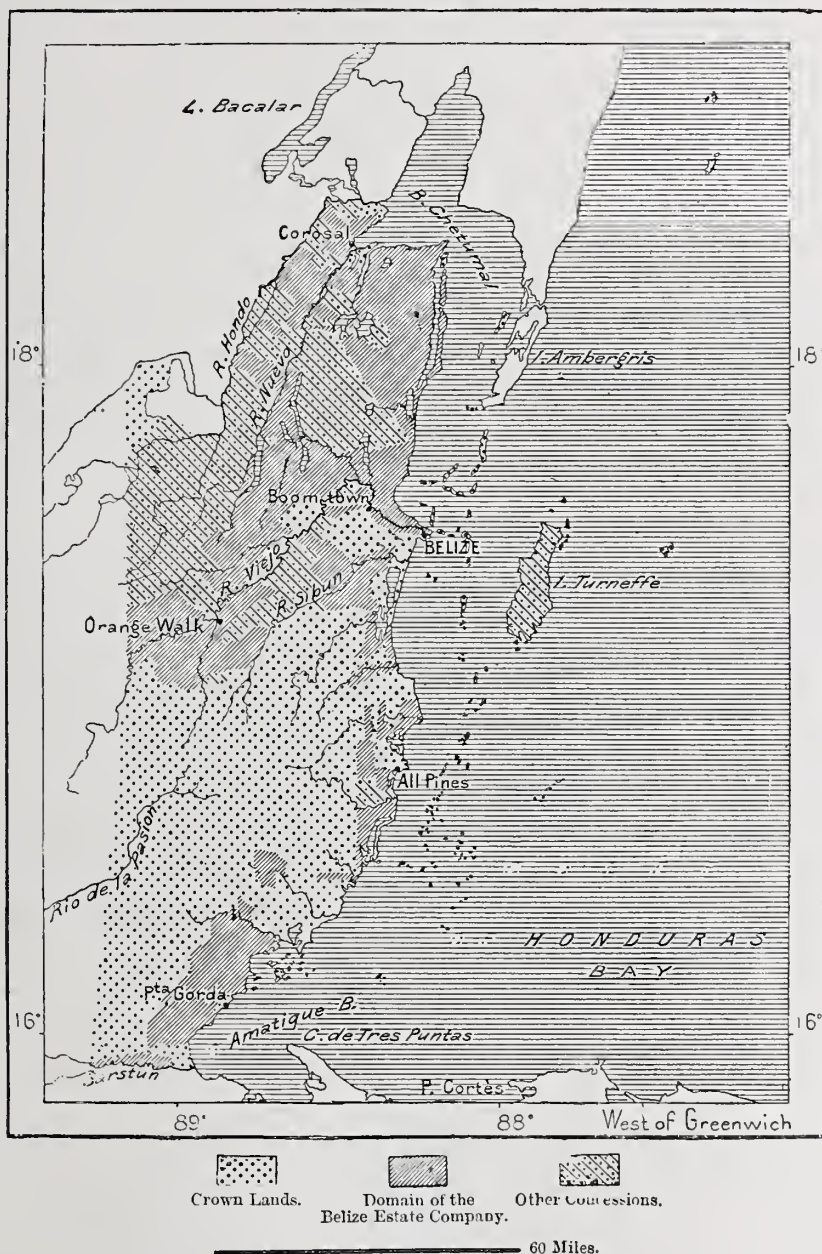 L. Bacalar
B. Chetumal
Corosal
R. Hondo
R. Nueva
18°
18°
I. Ambergris
Boomtown
BELIZE
R. Viejo
R. Sibun
I. Turneffe
Orange Walk
All Pines
Rio de la Pasion
HONDURAS
BAY
Pta Gorda
16°
16°
Amatique B.
C. de Tres Puntas
Sarstun
P. Cortès
89°
88°
West of Greenwich
Crown Lands.
Domain of the
Belize Estate Company.
Other Concessions.
60 Miles.